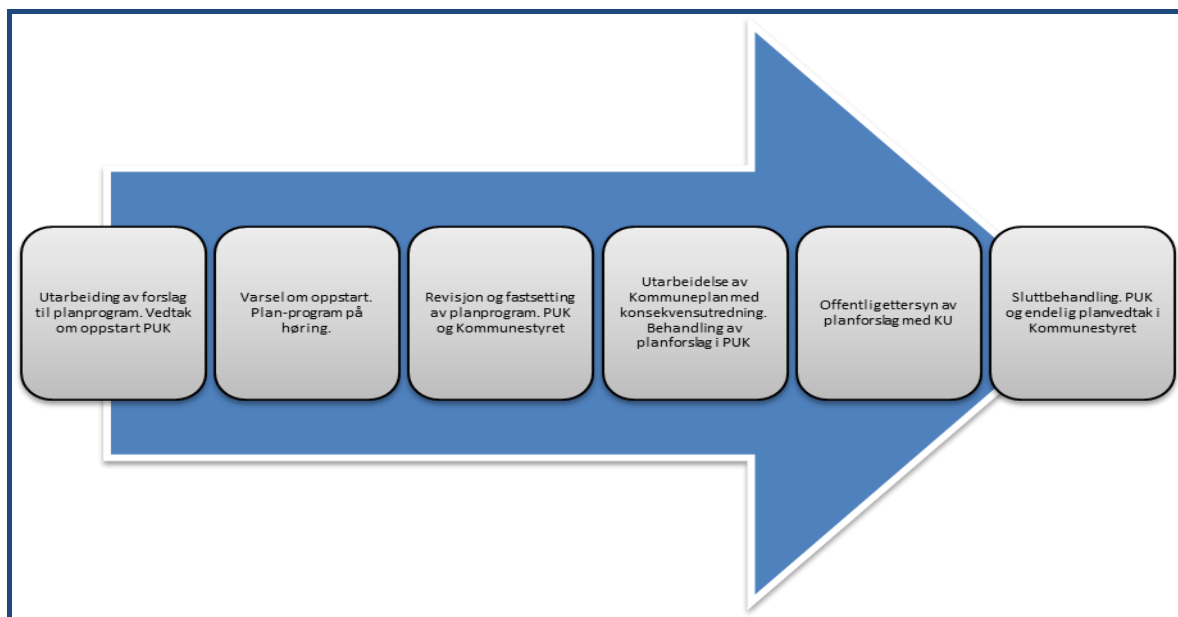 Utarbeiding av forslag
til planprogram. Vedtak
om oppstart PUK
Varsel om oppstart.
Plan-program på
høring.
Revisjon og fastsetting
av planprogram. PUK
og Kommunestyret
Utarbeidelse av
Kommuneplan med
konsekvensutredning.
Behandling av
planforslag i PUK
Offentlig ettersyn av
planforslag med KU
Sluttbehandling. PUK
og endelig planvedtak i
Kommunestyret